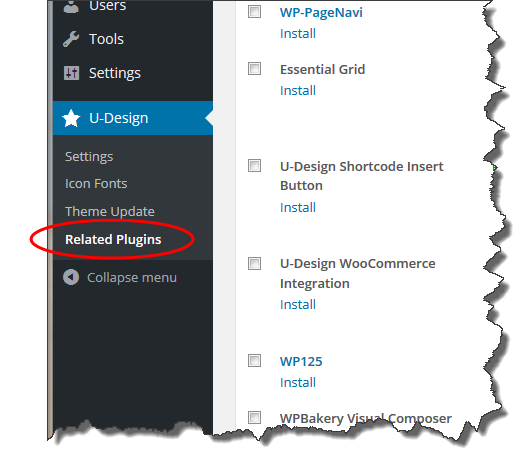 Users
Tools
Settings
U-Design
Settings
Icon Fonts
Theme Update
Related Plugins
Collapse menu
WP-PageNavi
Install
Essential Grid
Install
U-Design Shortcode Insert
Button
Install
U-Design WooCommerce
Integration
Install
WP125
Install
WPBakery Visual Composer